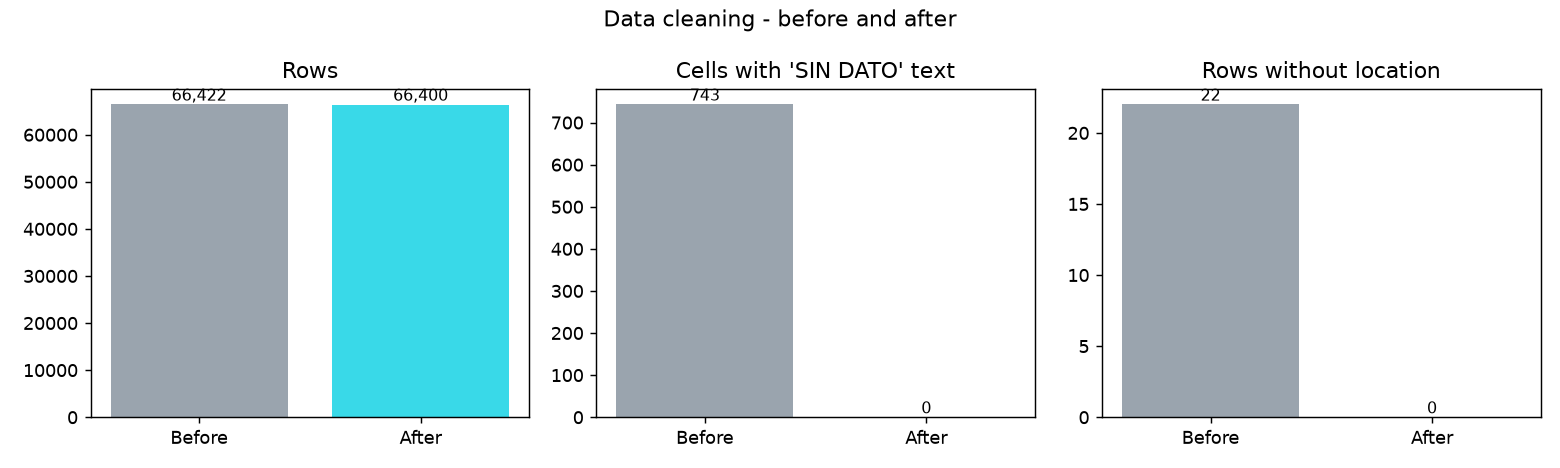 Data cleaning - before and after
Rows
66,422
66,400
60000
50000
40000
30000
20000
10000
0
Before
After
Cells with 'SIN DATO' text
743
0
700
600
500
400
300
200
100
0
Before
After
Rows without location
22
0
20
15
10
5
0
Before
After